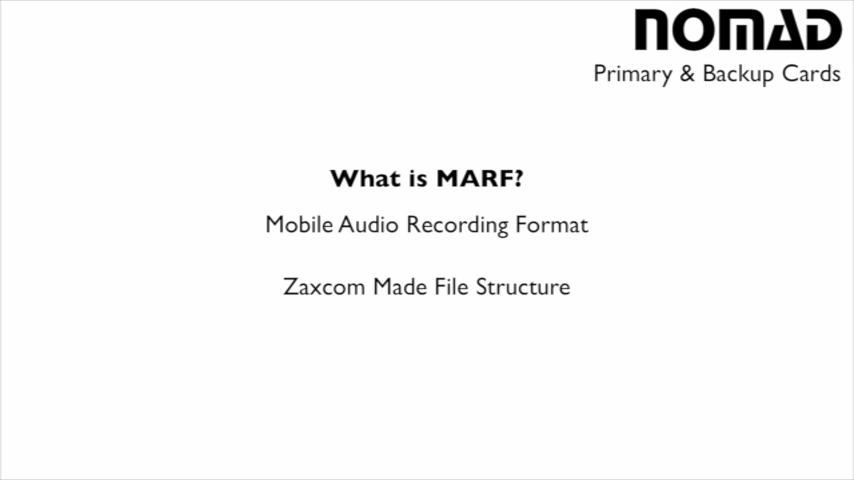 NOMAD
Primary & Backup Cards
What is MARF?
Mobile Audio Recording Format
Zaxcom Made File Structure